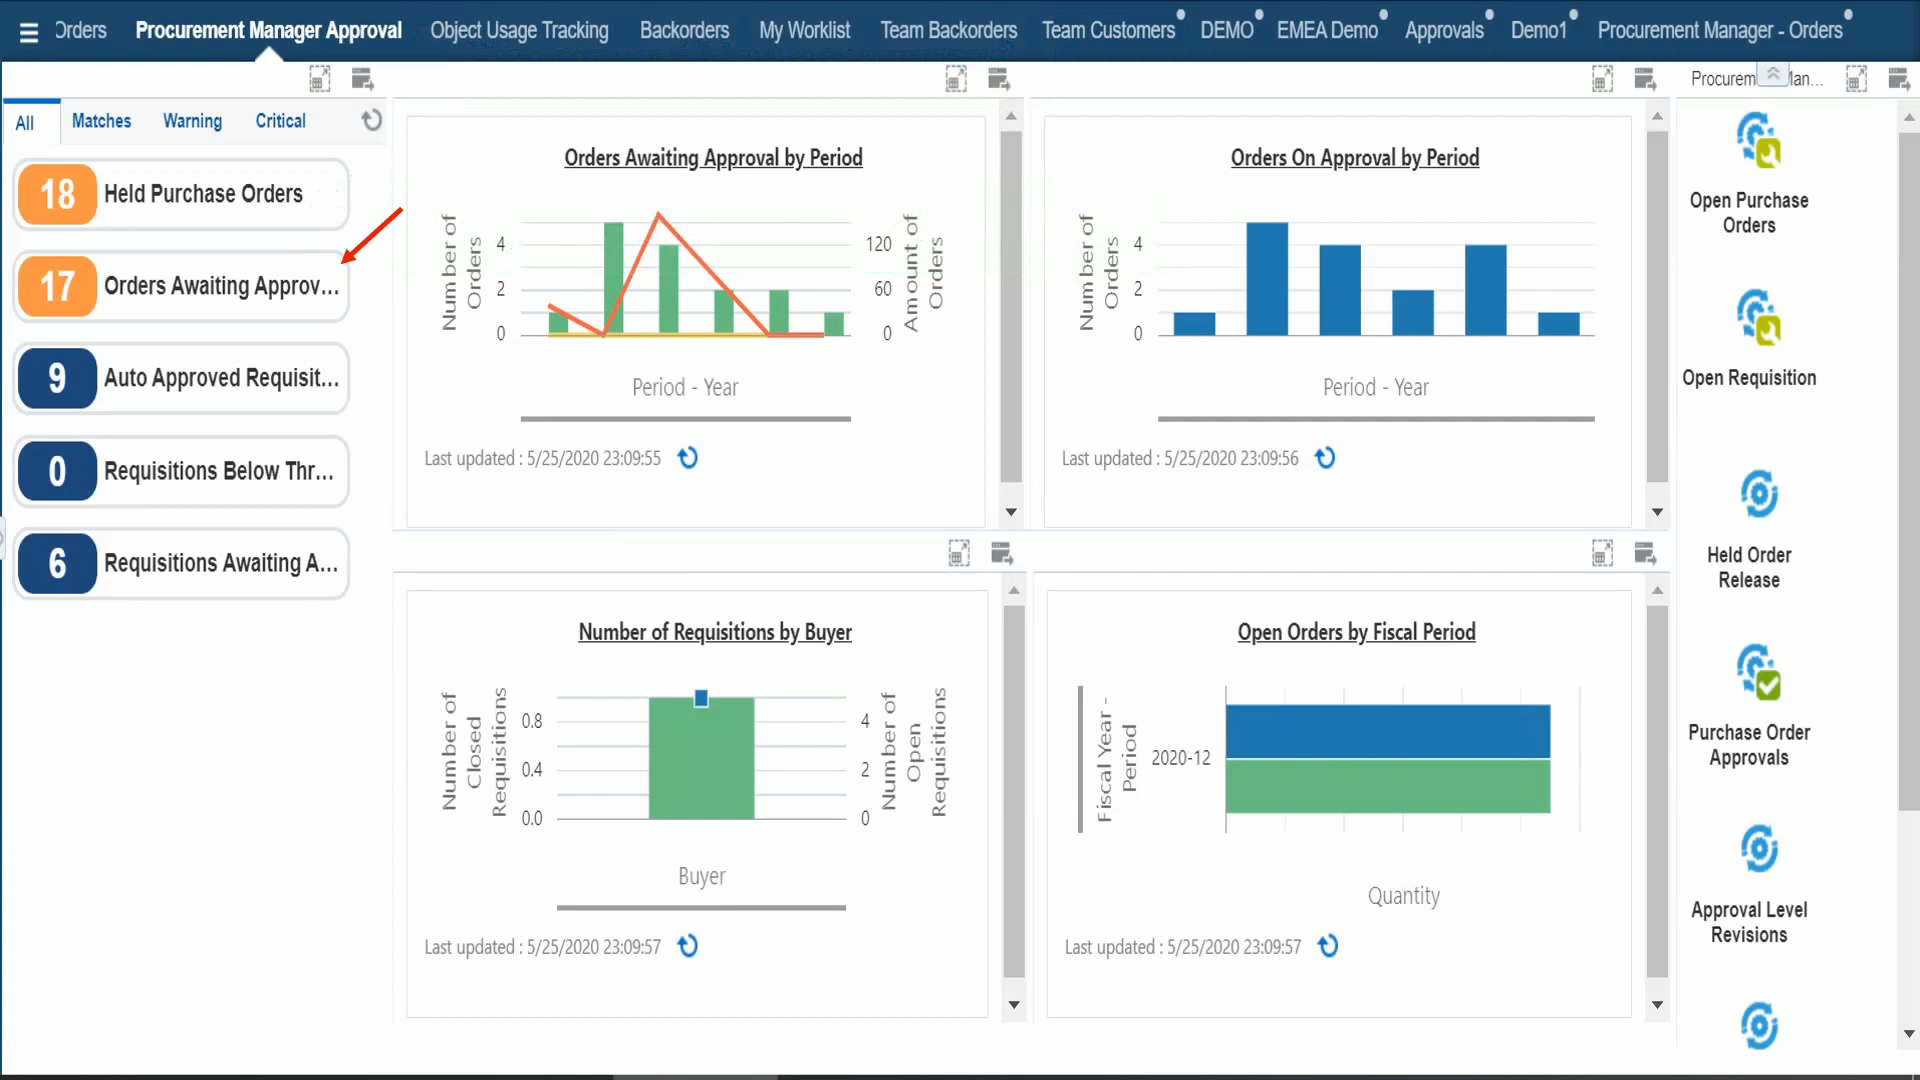 Orders
Procurement Manager Approval
Object Usage Tracking
Backorders
My Worklist
Team Backorders
Team Customers
DEMO
EMEA Demo
Approvals
Demo1
Procurement Manager - Orders
All
Matches
Warning
Critical
18 Held Purchase Orders
17 Orders Awaiting Approv...
9 Auto Approved Requisit...
0 Requisitions Below Thr...
6 Requisitions Awaiting A...
Orders Awaiting Approval by Period
Number of
Orders
4
2
0
120
60
0
Amount of
Orders
Period - Year
Last updated : 5/25/2020 23:09:55
Orders On Approval by Period
Number of
Orders
4
2
0
Period - Year
Last updated : 5/25/2020 23:09:56
Number of Requisitions by Buyer
Number of
Closed
Requisitions
0.8
0.4
0.0
4
2
0
Number of
Open
Requisitions
Buyer
Last updated : 5/25/2020 23:09:57
Open Orders by Fiscal Period
Fiscal Year -
Period
2020-12
Quantity
Last updated : 5/25/2020 23:09:57
Open Purchase
Orders
Open Requisition
Held Order
Release
Purchase Order
Approvals
Approval Level
Revisions